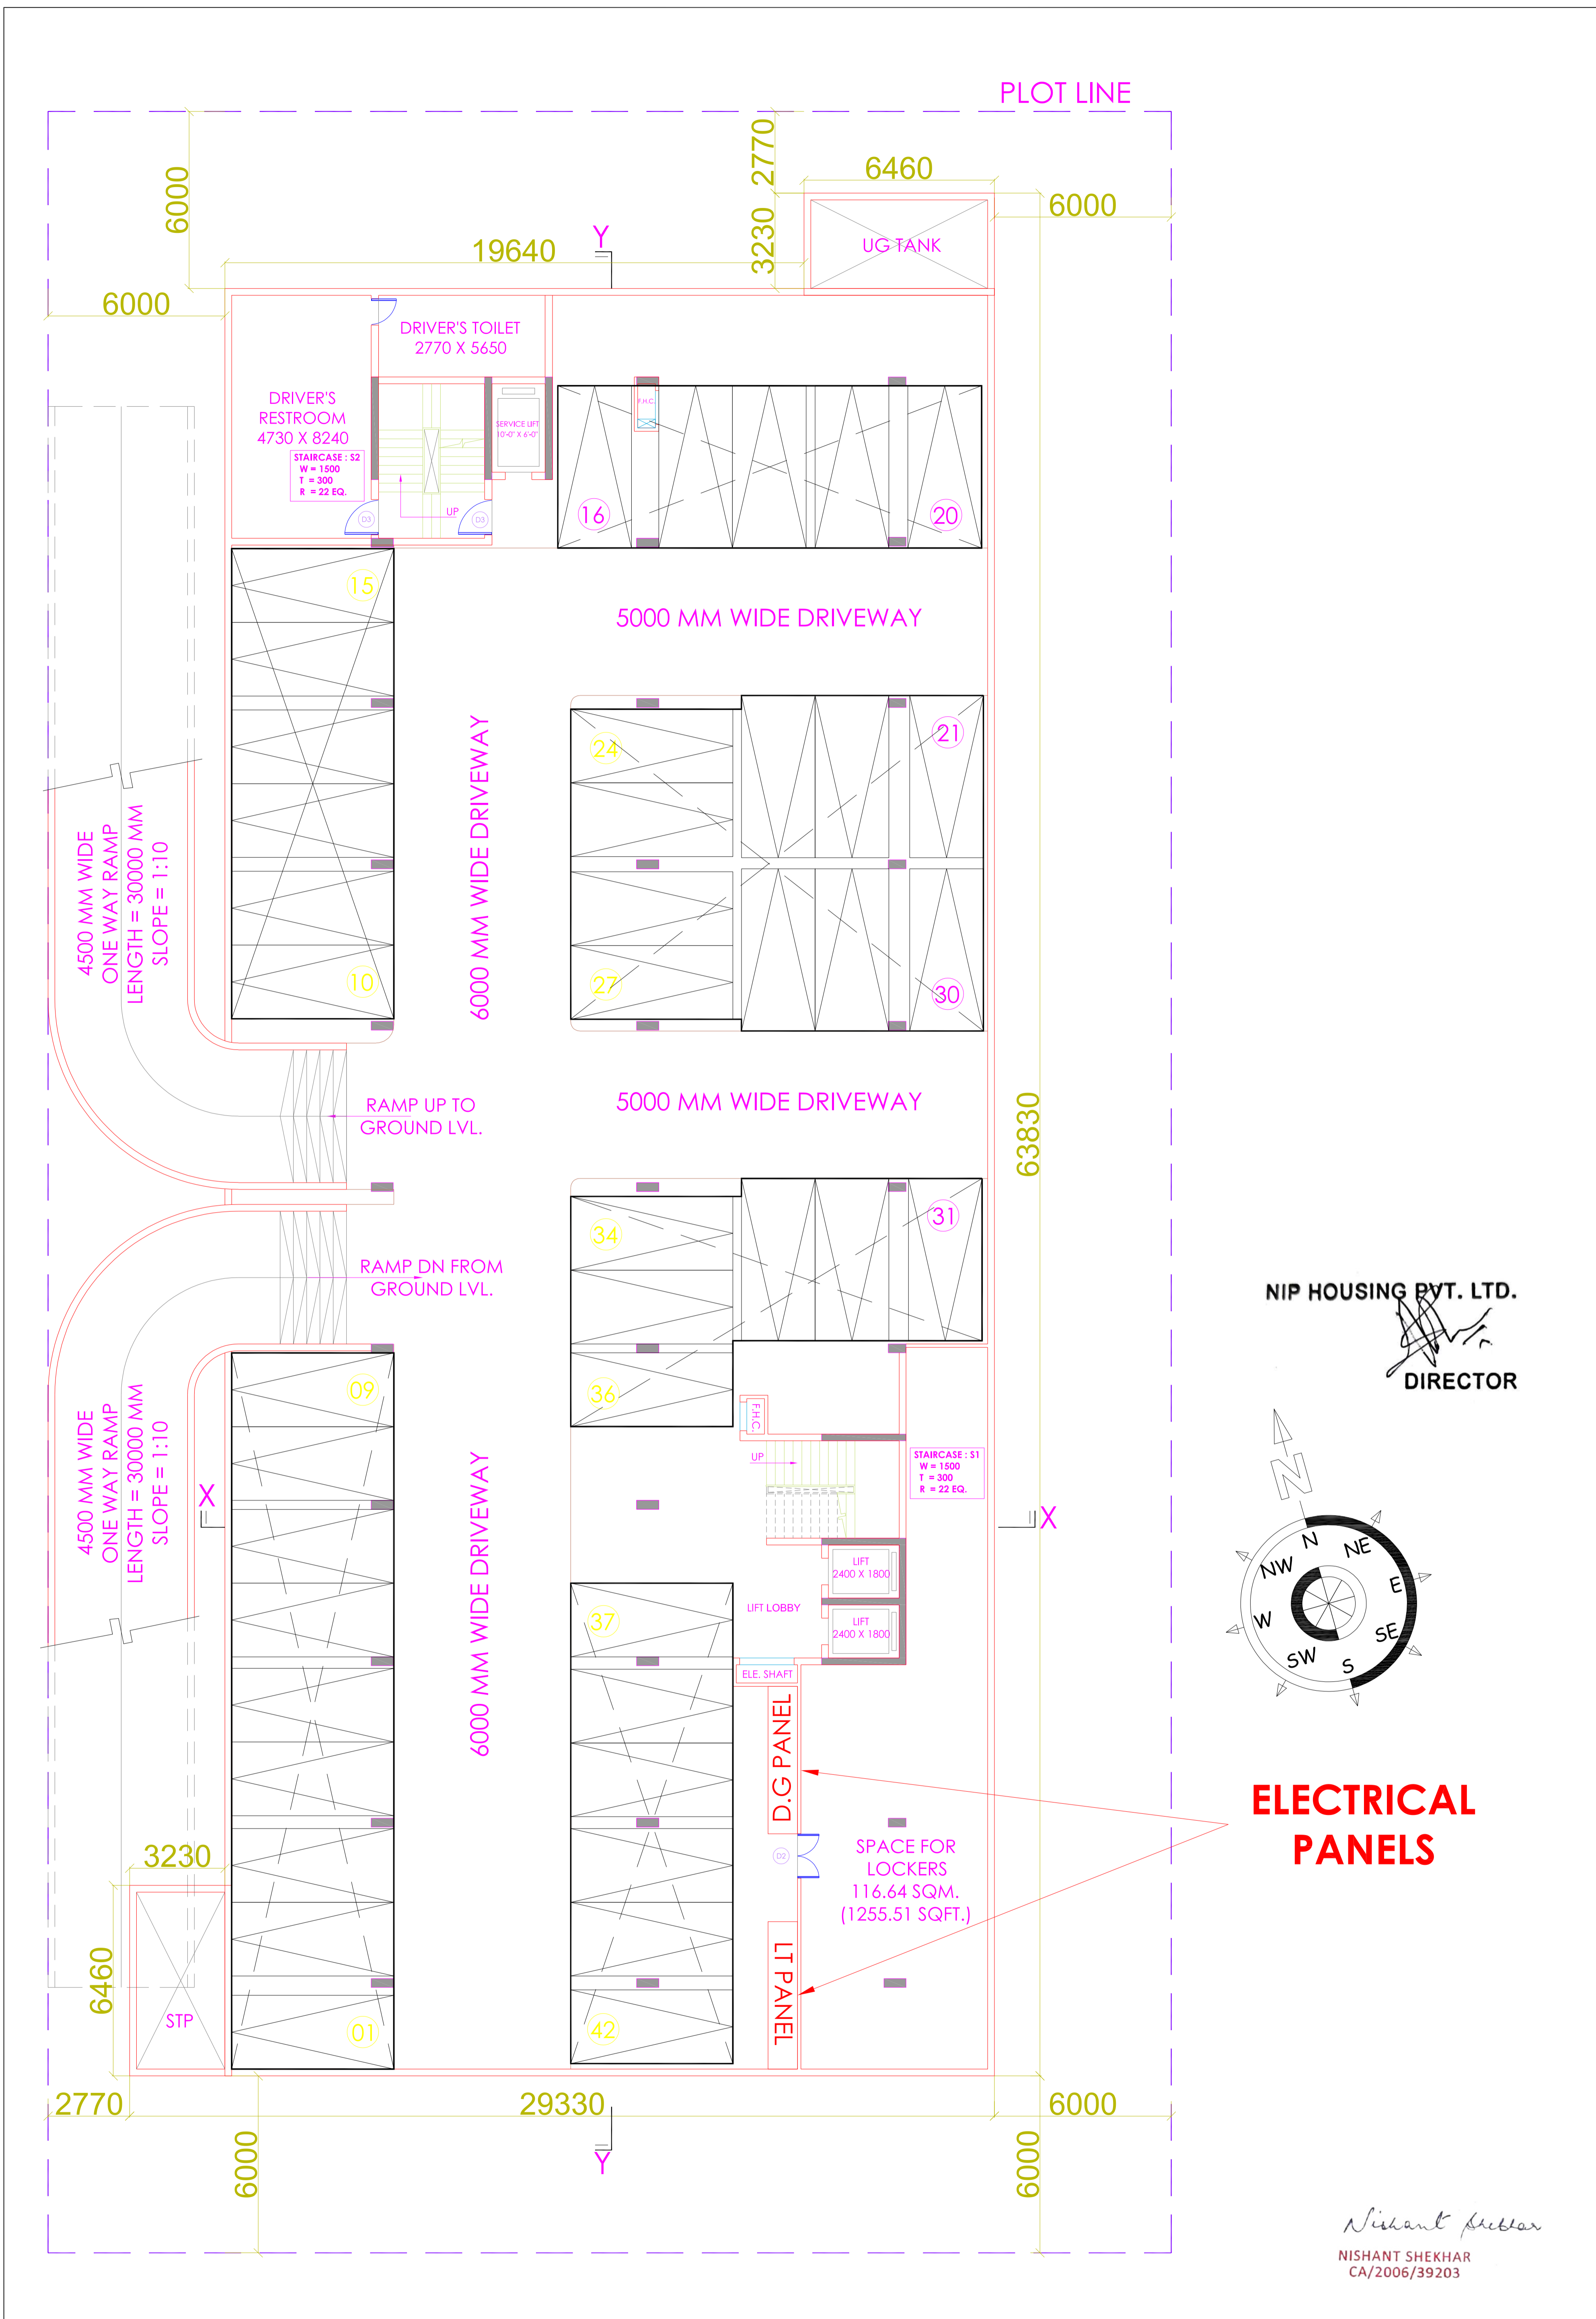 PLOT LINE
6000
2770
6460
6000
3230
UG TANK
Y
19640
6000
DRIVER'S TOILET
2770 X 5650
DRIVER'S
RESTROOM
4730 X 8240
STAIRCASE : S2
W = 1500
T = 300
R = 22 EQ.
SERVICE LIFT
10'-0" X 6'-0"
F.H.C.
UP
D3
D3
16
20
15
5000 MM WIDE DRIVEWAY
24
21
6000 MM WIDE DRIVEWAY
4500 MM WIDE
ONE WAY RAMP
LENGTH = 30000 MM
SLOPE = 1:10
10
27
30
RAMP UP TO
GROUND LVL.
5000 MM WIDE DRIVEWAY
63830
34
31
RAMP DN FROM
GROUND LVL.
NIP HOUSING PVT. LTD.
DIRECTOR
09
36
F.H.C.
4500 MM WIDE
ONE WAY RAMP
LENGTH = 30000 MM
SLOPE = 1:10
UP
STAIRCASE : S1
W = 1500
T = 300
R = 22 EQ.
X
X
N
N
NE
E
SE
S
SW
W
NW
6000 MM WIDE DRIVEWAY
LIFT
2400 X 1800
LIFT LOBBY
LIFT
2400 X 1800
37
ELE. SHAFT
D.G PANEL
ELECTRICAL
PANELS
D2
SPACE FOR
LOCKERS
116.64 SQM.
(1255.51 SQFT.)
3230
6460
STP
LT PANEL
01
42
2770
29330
6000
6000
Y
6000
Nishant Shekhar
NISHANT SHEKHAR
CA/2006/39203